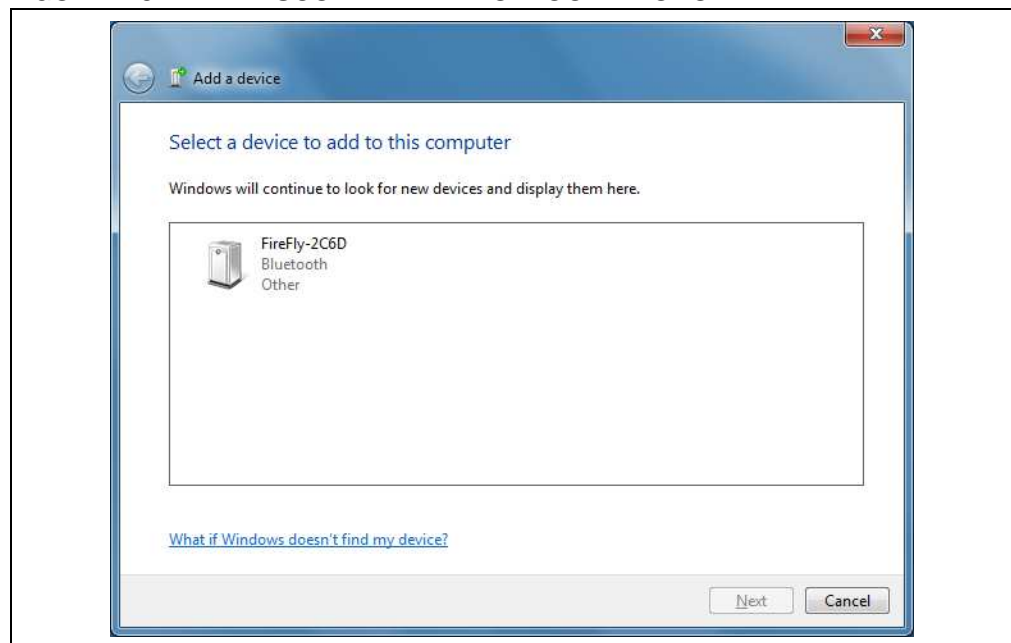 Add a device
Select a device to add to this computer
Windows will continue to look for new devices and display them here.
FireFly-2C6D
Bluetooth
Other
What if Windows doesn't find my device?
Next
Cancel